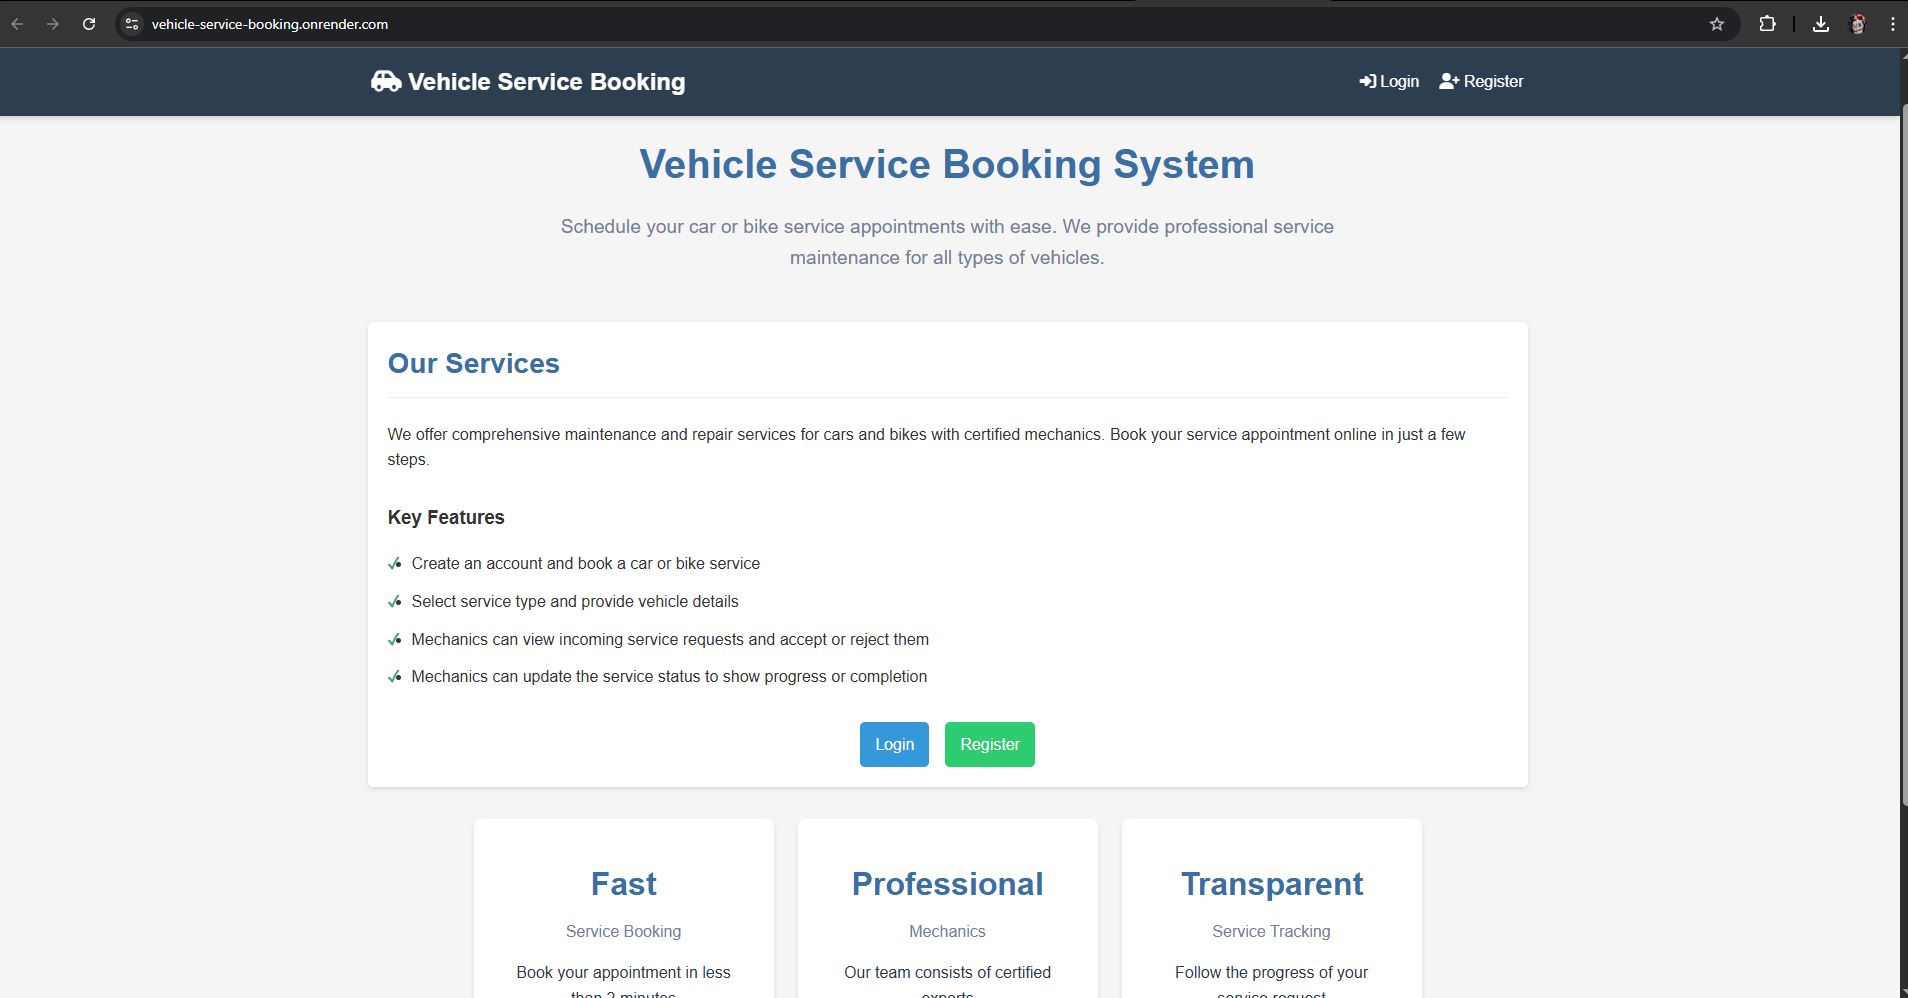 vehicle-service-booking.onrender.com
Vehicle Service Booking
Login
Register
Vehicle Service Booking System
Schedule your car or bike service appointments with ease. We provide professional service
maintenance for all types of vehicles.
Our Services
We offer comprehensive maintenance and repair services for cars and bikes with certified mechanics. Book your service appointment online in just a few
steps.
Key Features
Create an account and book a car or bike service
Select service type and provide vehicle details
Mechanics can view incoming service requests and accept or reject them
Mechanics can update the service status to show progress or completion
Login
Register
Fast
Service Booking
Book your appointment in less
than 2 minutes
Professional
Mechanics
Our team consists of certified
experts
Transparent
Service Tracking
Follow the progress of your
service request